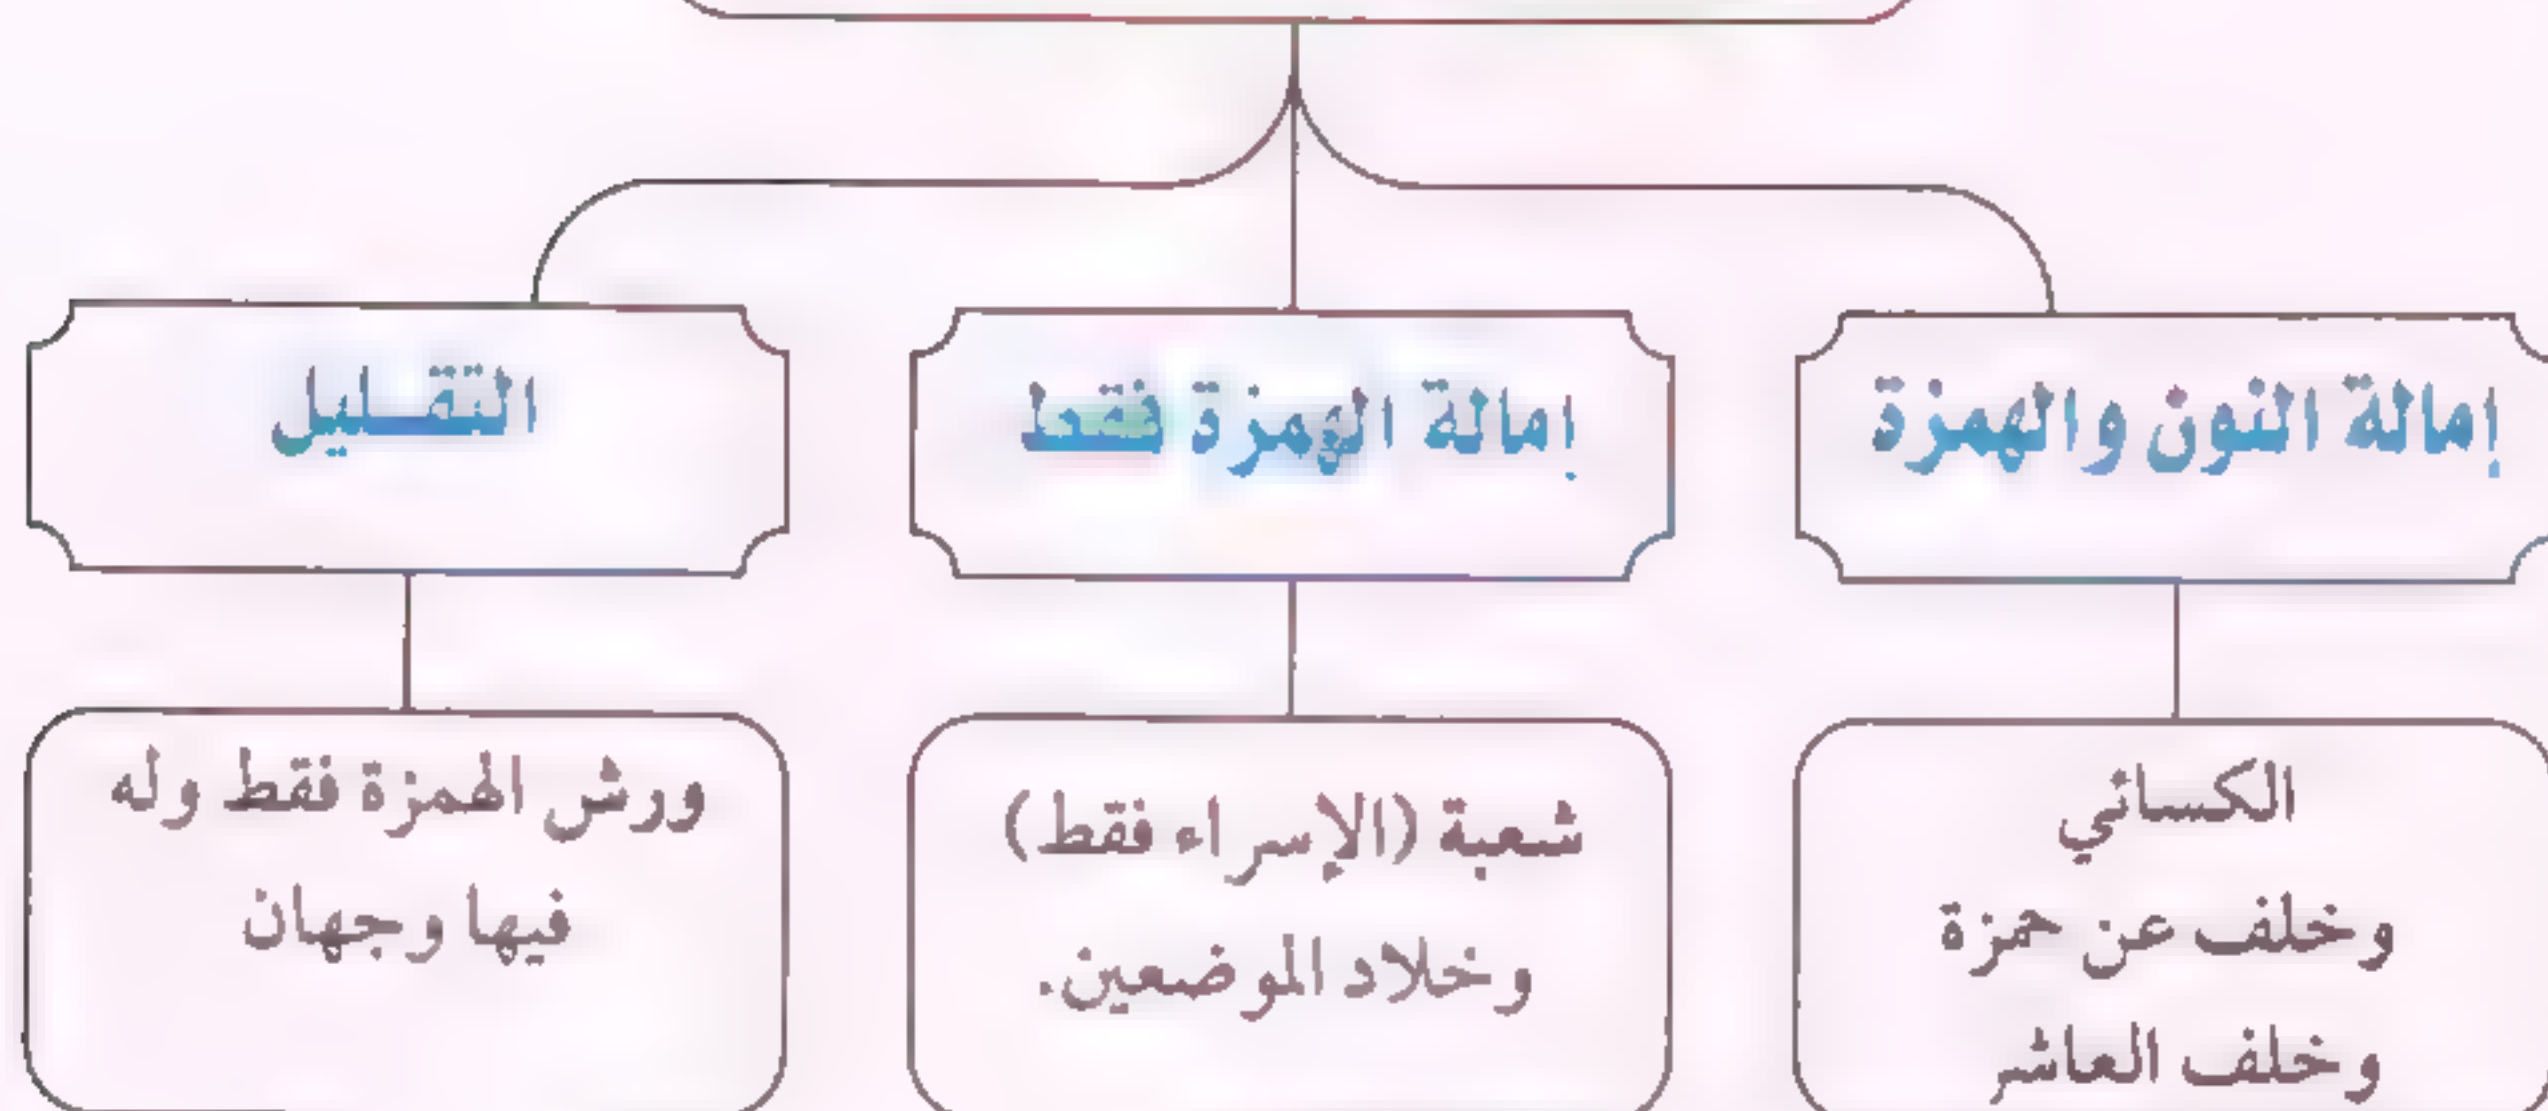 إمالة النون والهمزة
إمالة الهمزة فقط
التقليل
الكسائي
وخلف عن حمزة
وخلف العاشر
شعبة (الإسراء فقط)
وخلاد الموضعين.
ورش الهمزة فقط وله
فيها وجهان